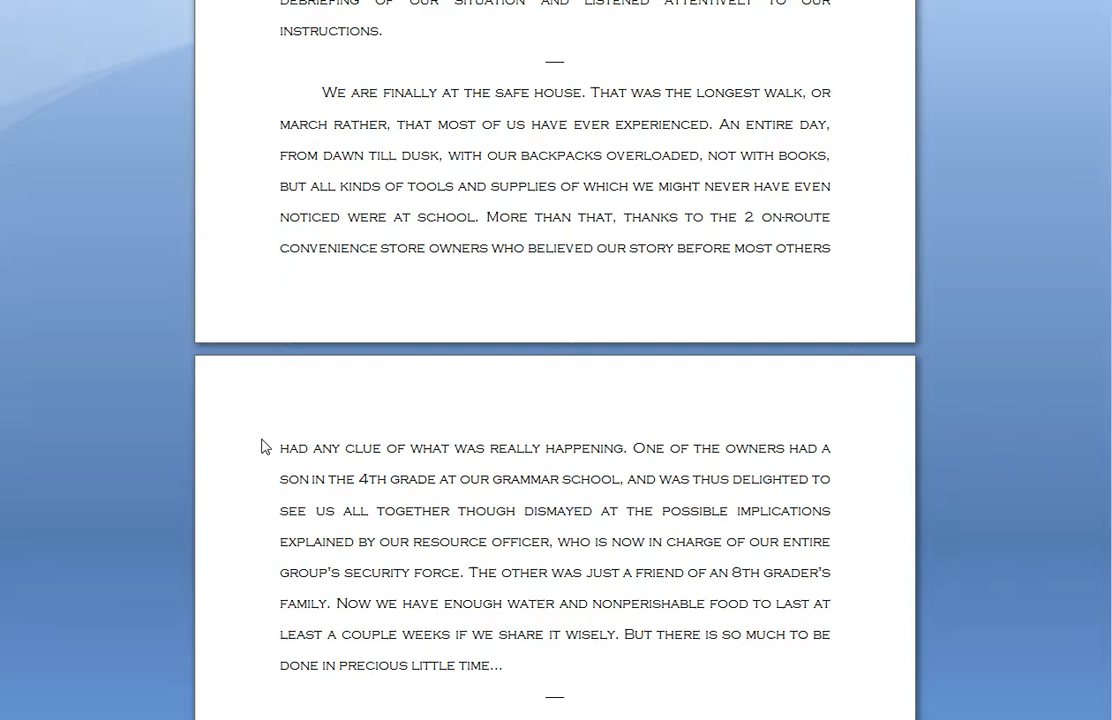 DEBRIEFING OF OUR SITUATION AND LISTENED ATTENTIVELY TO OUR
INSTRUCTIONS.
—
WE ARE FINALLY AT THE SAFE HOUSE. THAT WAS THE LONGEST WALK, OR
MARCH RATHER, THAT MOST OF US HAVE EVER EXPERIENCED. AN ENTIRE DAY,
FROM DAWN TILL DUSK, WITH OUR BACKPACKS OVERLOADED, NOT WITH BOOKS,
BUT ALL KINDS OF TOOLS AND SUPPLIES OF WHICH WE MIGHT NEVER HAVE EVEN
NOTICED WERE AT SCHOOL. MORE THAN THAT, THANKS TO THE 2 ON-ROUTE
CONVENIENCE STORE OWNERS WHO BELIEVED OUR STORY BEFORE MOST OTHERS
HAD ANY CLUE OF WHAT WAS REALLY HAPPENING. ONE OF THE OWNERS HAD A
SON IN THE 4TH GRADE AT OUR GRAMMAR SCHOOL, AND WAS THUS DELIGHTED TO
SEE US ALL TOGETHER THOUGH DISMAYED AT THE POSSIBLE IMPLICATIONS
EXPLAINED BY OUR RESOURCE OFFICER, WHO IS NOW IN CHARGE OF OUR ENTIRE
GROUP'S SECURITY FORCE. THE OTHER WAS JUST A FRIEND OF AN 8TH GRADER'S
FAMILY. NOW WE HAVE ENOUGH WATER AND NONPERISHABLE FOOD TO LAST AT
LEAST A COUPLE WEEKS IF WE SHARE IT WISELY. BUT THERE IS SO MUCH TO BE
DONE IN PRECIOUS LITTLE TIME...
—